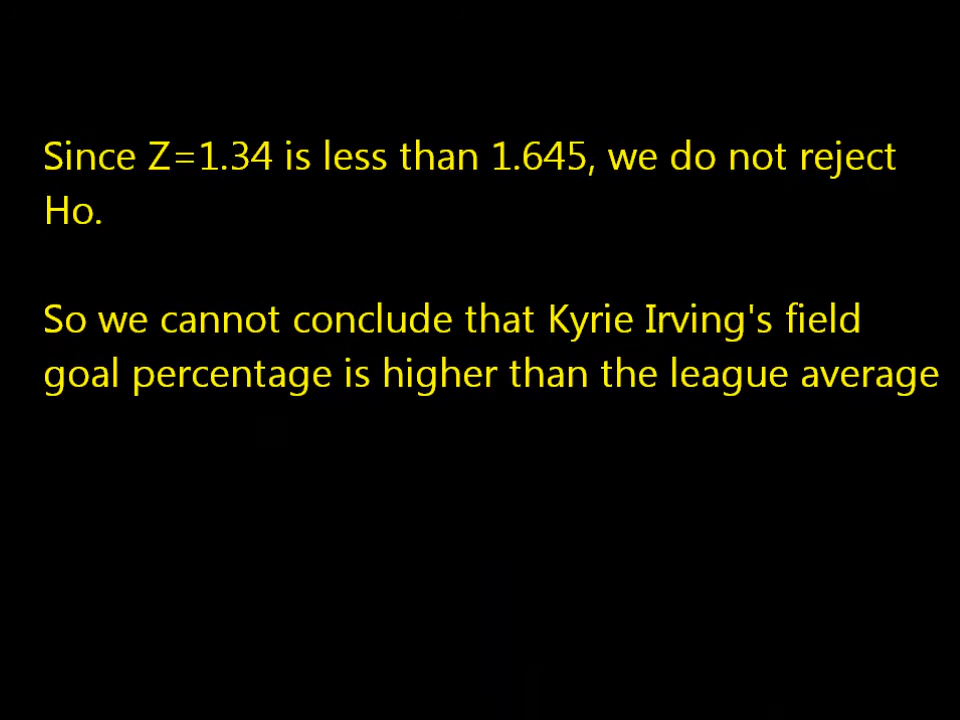 Since Z=1.34 is less than 1.645, we do not reject
Ho.
So we cannot conclude that Kyrie Irving's field
goal percentage is higher than the league average